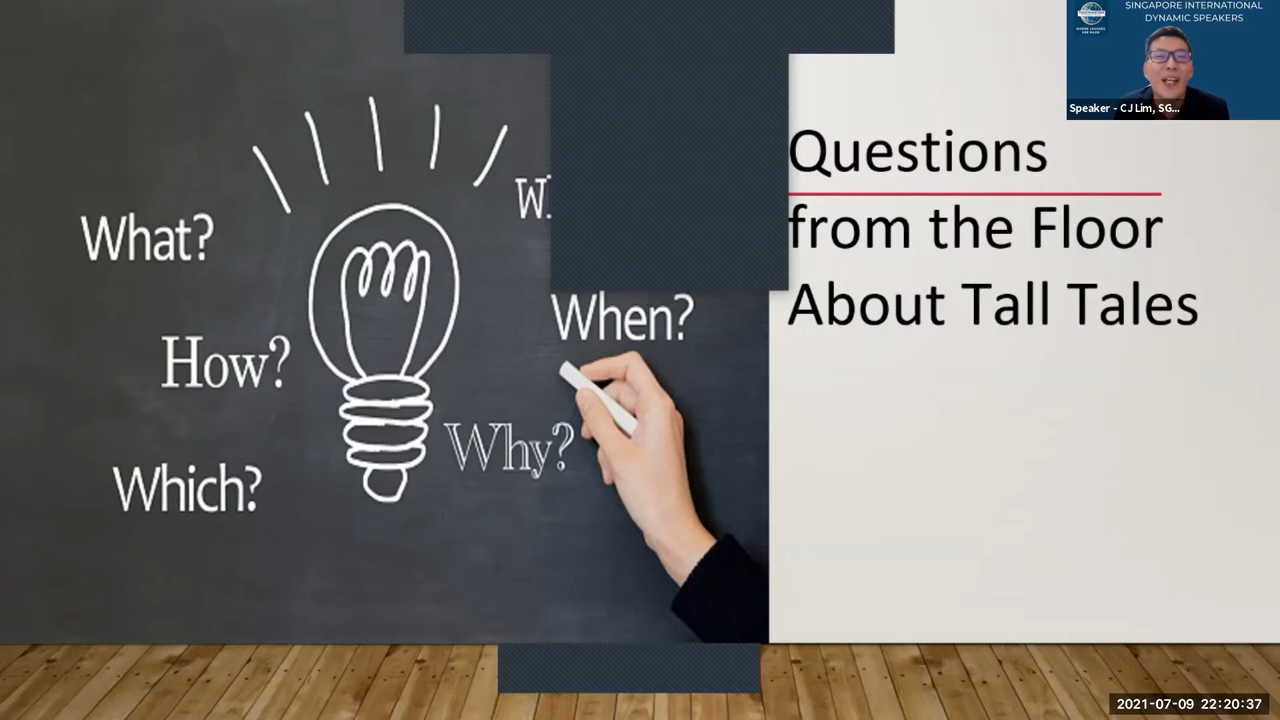 SINGAPORE INTERNATIONAL
DYNAMIC SPEAKERS
Speaker - CJ Lim, SG...
Questions
from the Floor
About Tall Tales
What?
How?
When?
Why?
Which?
2021-07-09 22:20:37